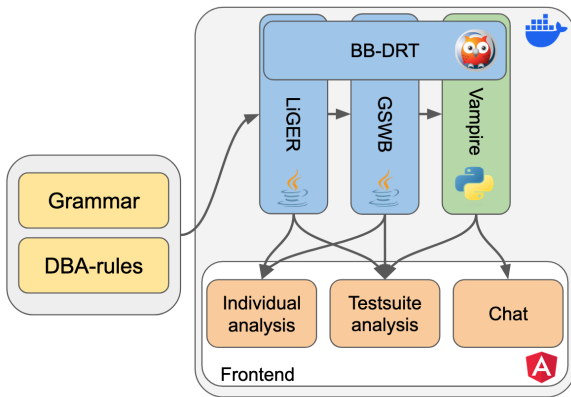 BB-DRT
LiGER
GSWB
Vampire
Grammar
DBA-rules
Individual
analysis
Testsuite
analysis
Chat
Frontend
A